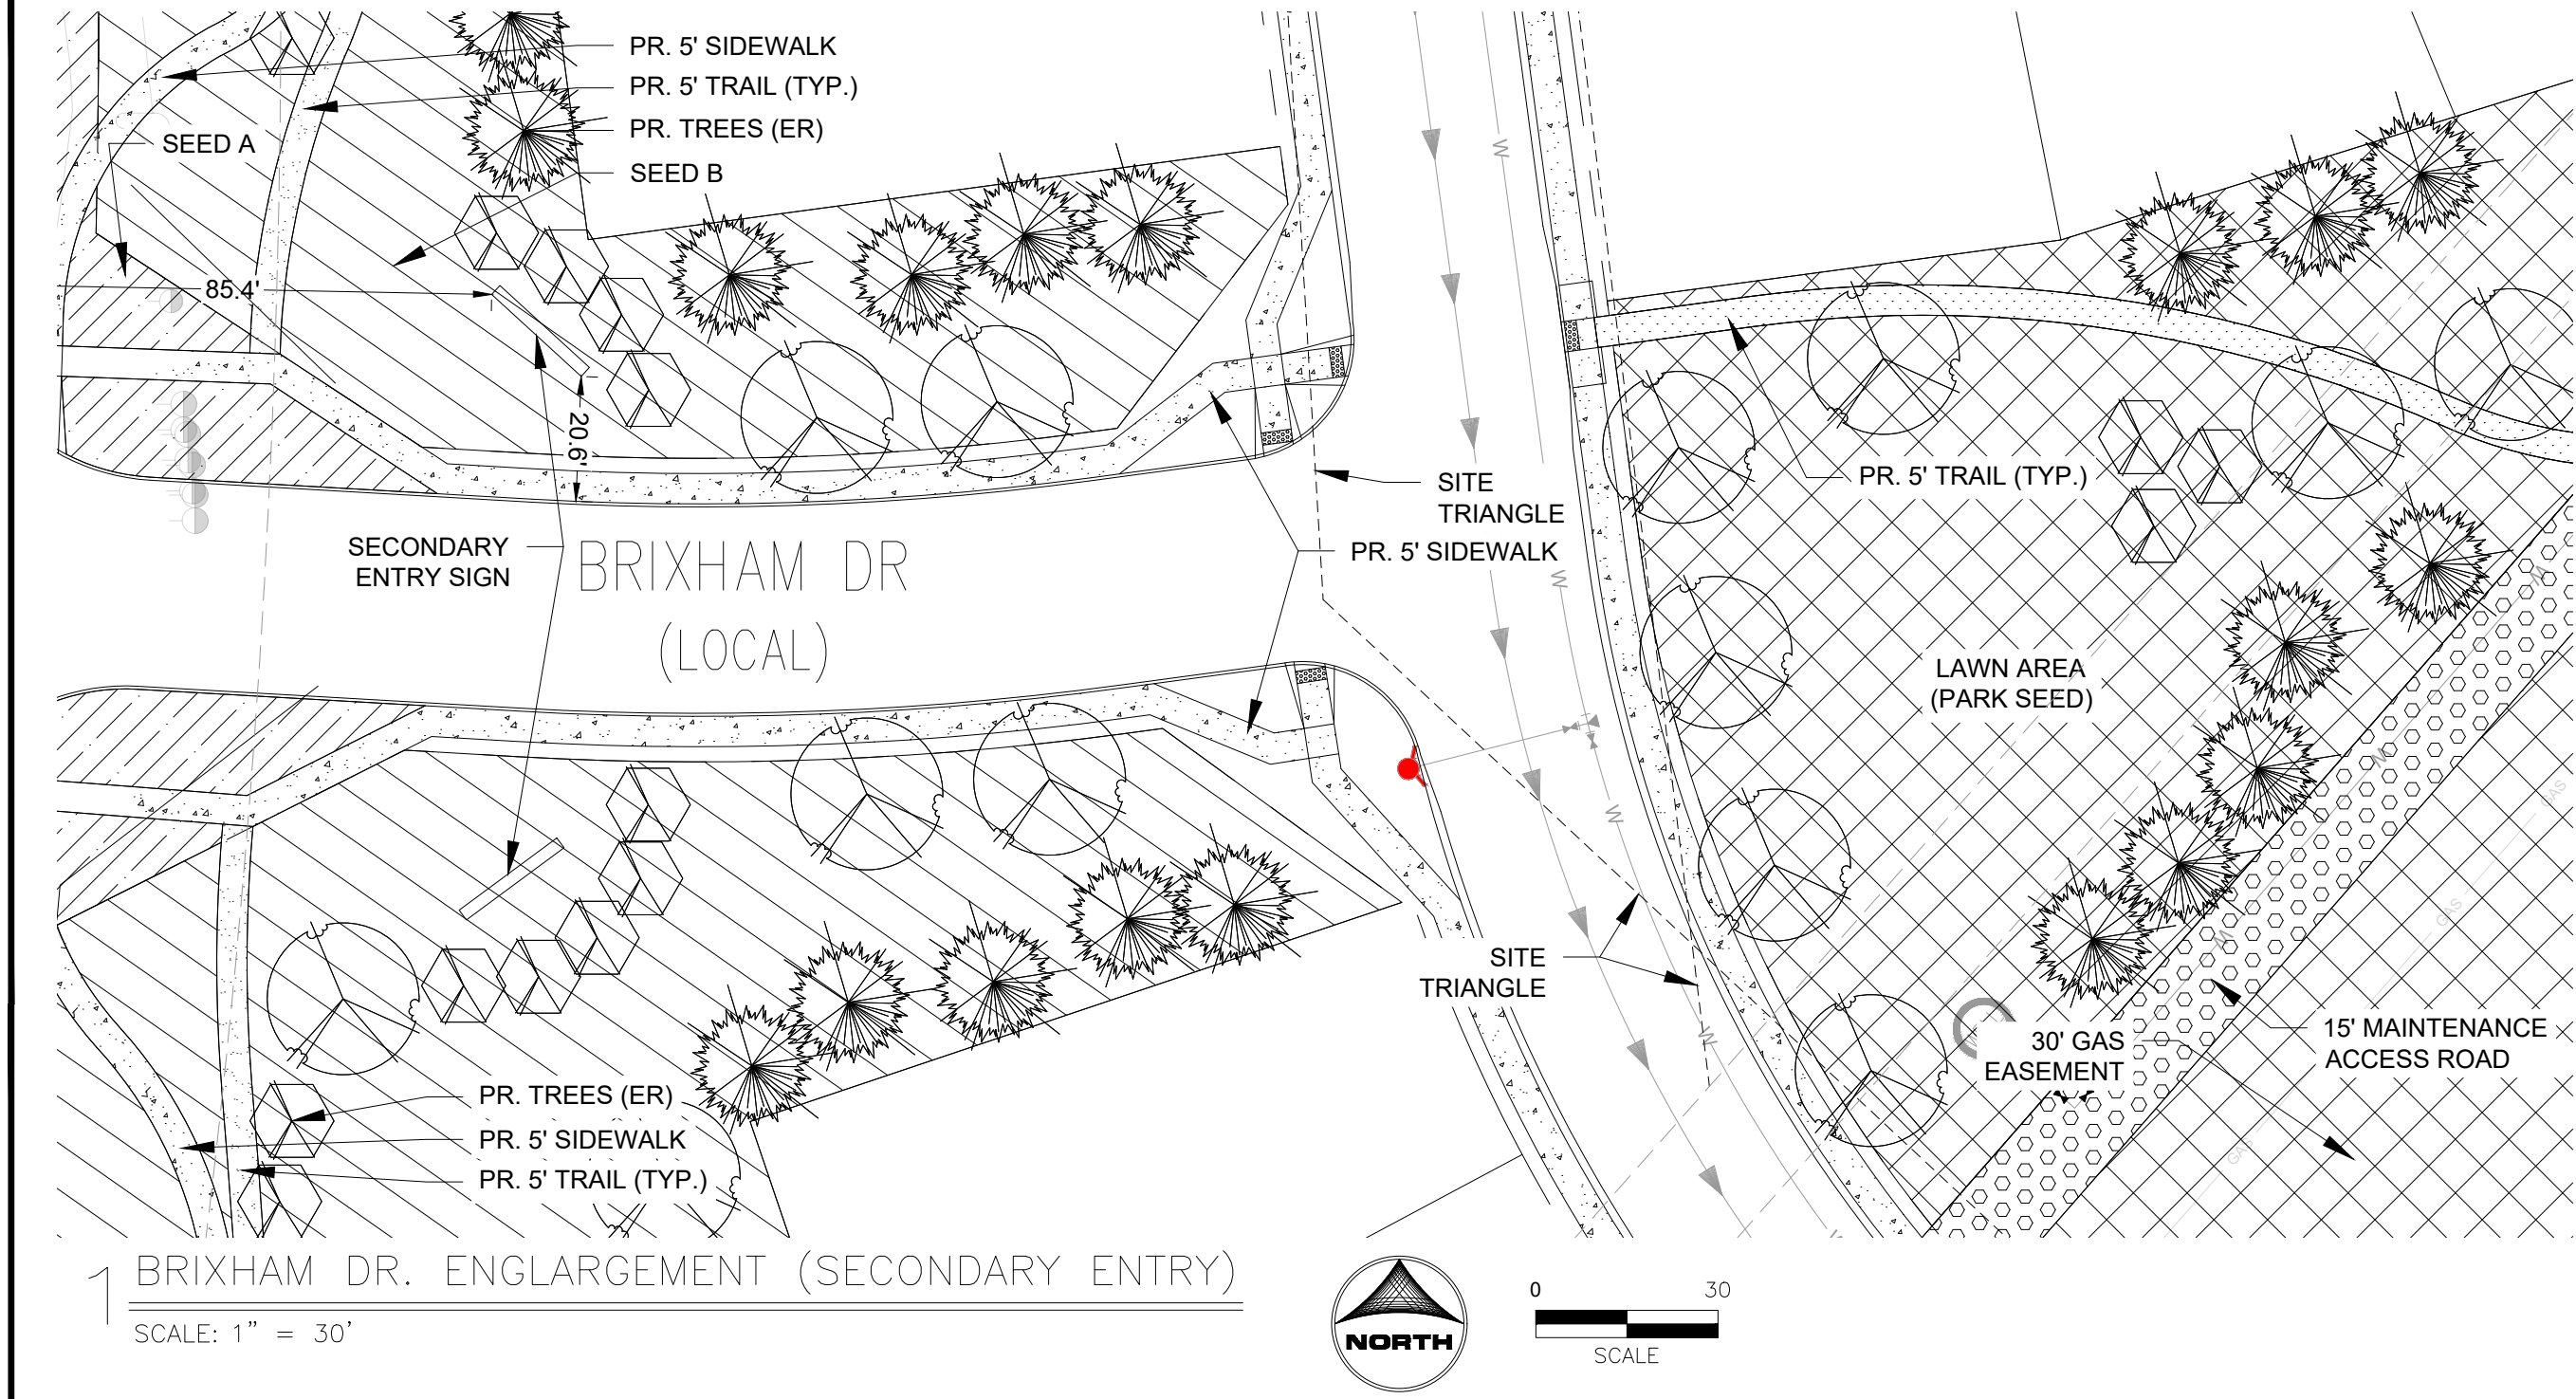 PR. 5' SIDEWALK
PR. 5' TRAIL (TYP.)
PR. TREES (ER)
SEED B
SEED A
85.4'
20.6'
W
SITE
TRIANGLE
PR. 5' SIDEWALK
PR. 5' TRAIL (TYP.)
SECONDARY
ENTRY SIGN
BRIXHAM DR
(LOCAL)
W
W
LAWN AREA
(PARK SEED)
W
W
W
GAS
GAS
GAS
SITE
TRIANGLE
W
30' GAS
EASEMENT
15' MAINTENANCE
ACCESS ROAD
PR. TREES (ER)
PR. 5' SIDEWALK
PR. 5' TRAIL (TYP.)
1
BRIXHAM DR. ENGLARGEMENT (SECONDARY ENTRY)
SCALE: 1" = 30'
NORTH
0 30
SCALE